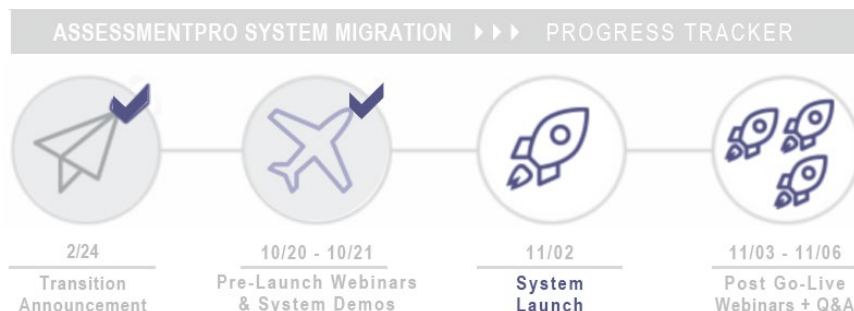 ASSESSMENTPRO SYSTEM MIGRATION PROGRESS TRACKER
2/24
Transition
Announcement
10/20 - 10/21
Pre-Launch Webinars
& System Demos
11/02
System
Launch
11/03 - 11/06
Post Go-Live
Webinars + Q&A